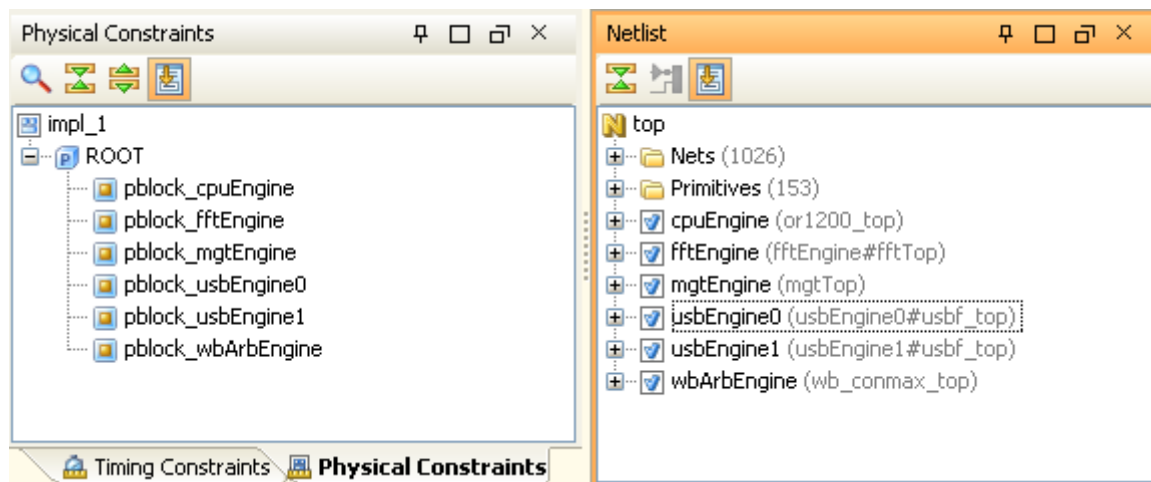 Physical Constraints
impl_1
ROOT
pblock_cpuEngine
pblock_fftEngine
pblock_mgtEngine
pblock_usbEngine0
pblock_usbEngine1
pblock_wbArbEngine
Timing Constraints
Physical Constraints
Netlist
top
Nets (1026)
Primitives (153)
cpuEngine (or1200_top)
fftEngine (fftEngine#fftTop)
mgtEngine (mgtTop)
usbEngine0 (usbEngine0#usbf_top)
usbEngine1 (usbEngine1#usbf_top)
wbArbEngine (wb_conmax_top)